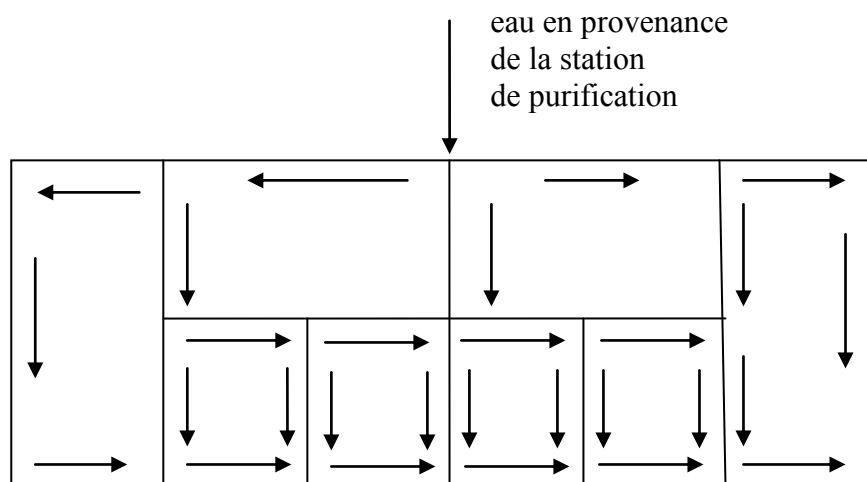 eau en provenance
de la station
de purification